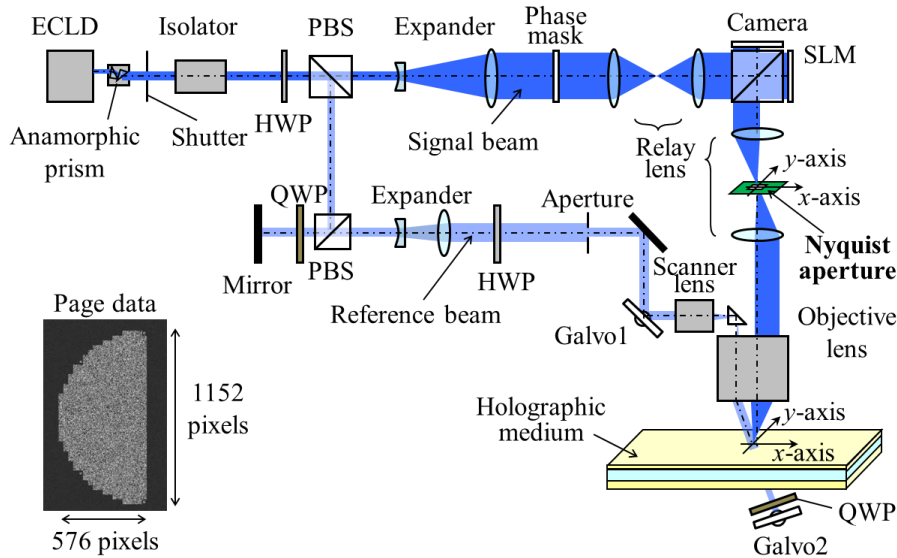 ECLD
Isolator
PBS
Expander
Phase
mask
Camera
SLM
Anamorphic
prism
Shutter
HWP
Signal beam
Relay
lens
y-axis
x-axis
Nyquist
aperture
QWP
Expander
Aperture
Mirror
PBS
HWP
Reference beam
Scanner
lens
Galvo1
Objective
lens
Page data
1152
pixels
576 pixels
Holographic
medium
y-axis
x-axis
QWP
Galvo2